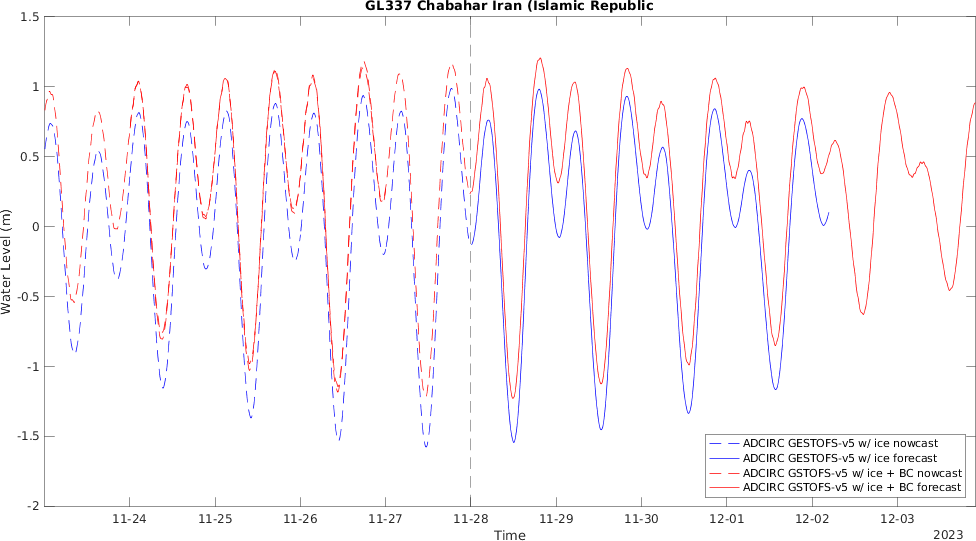 GL337 Chabahar Iran (Islamic Republic
1.5
1
0.5
0
-0.5
-1
-1.5
-2
Water Level (m)
11-24
11-25
11-26
11-27
11-28
11-29
11-30
12-01
12-02
12-03
Time
2023
ADCIRC GESTOFS-v5 w/ ice nowcast
ADCIRC GESTOFS-v5 w/ ice forecast
ADCIRC GSTOFS-v5 w/ ice + BC nowcast
ADCIRC GSTOFS-v5 w/ ice + BC forecast